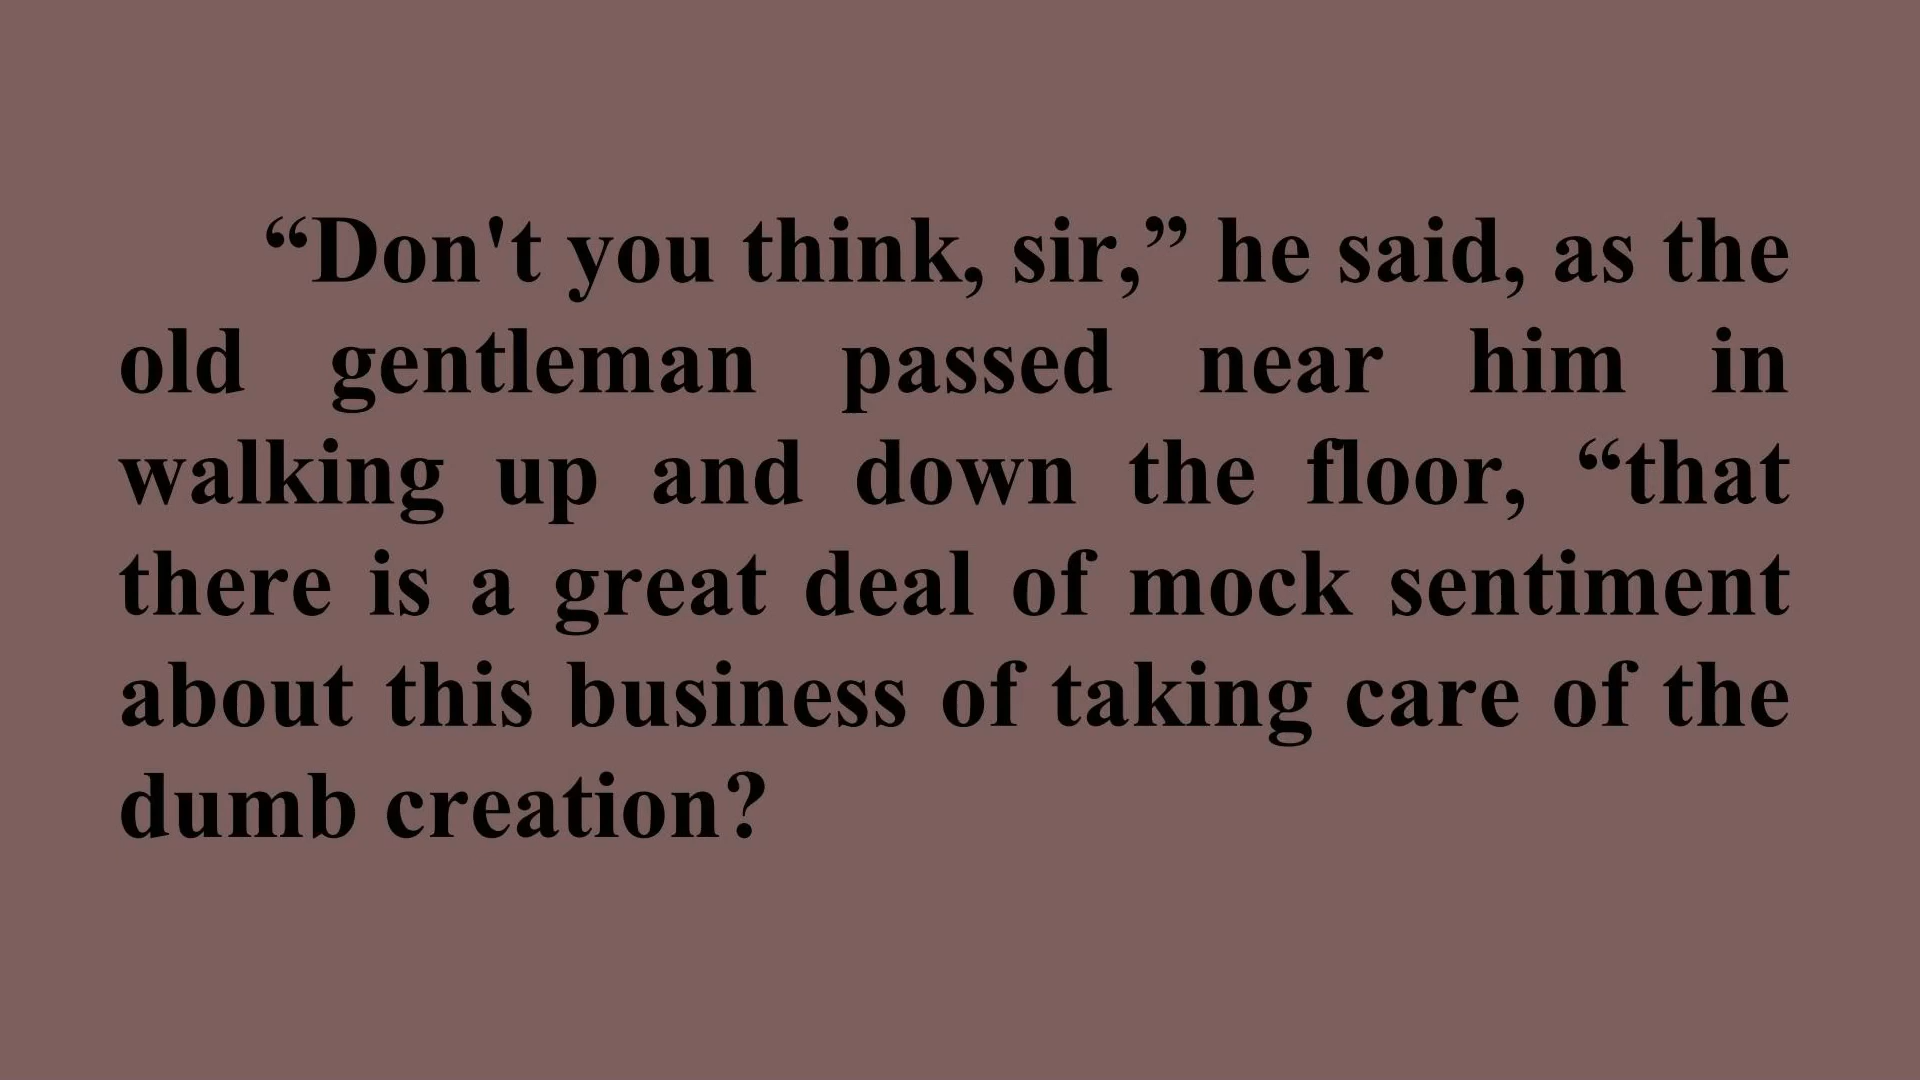 “Don't you think, sir,” he said, as the
old gentleman passed near him in
walking up and down the floor, “that
there is a great deal of mock sentiment
about this business of taking care of the
dumb creation?